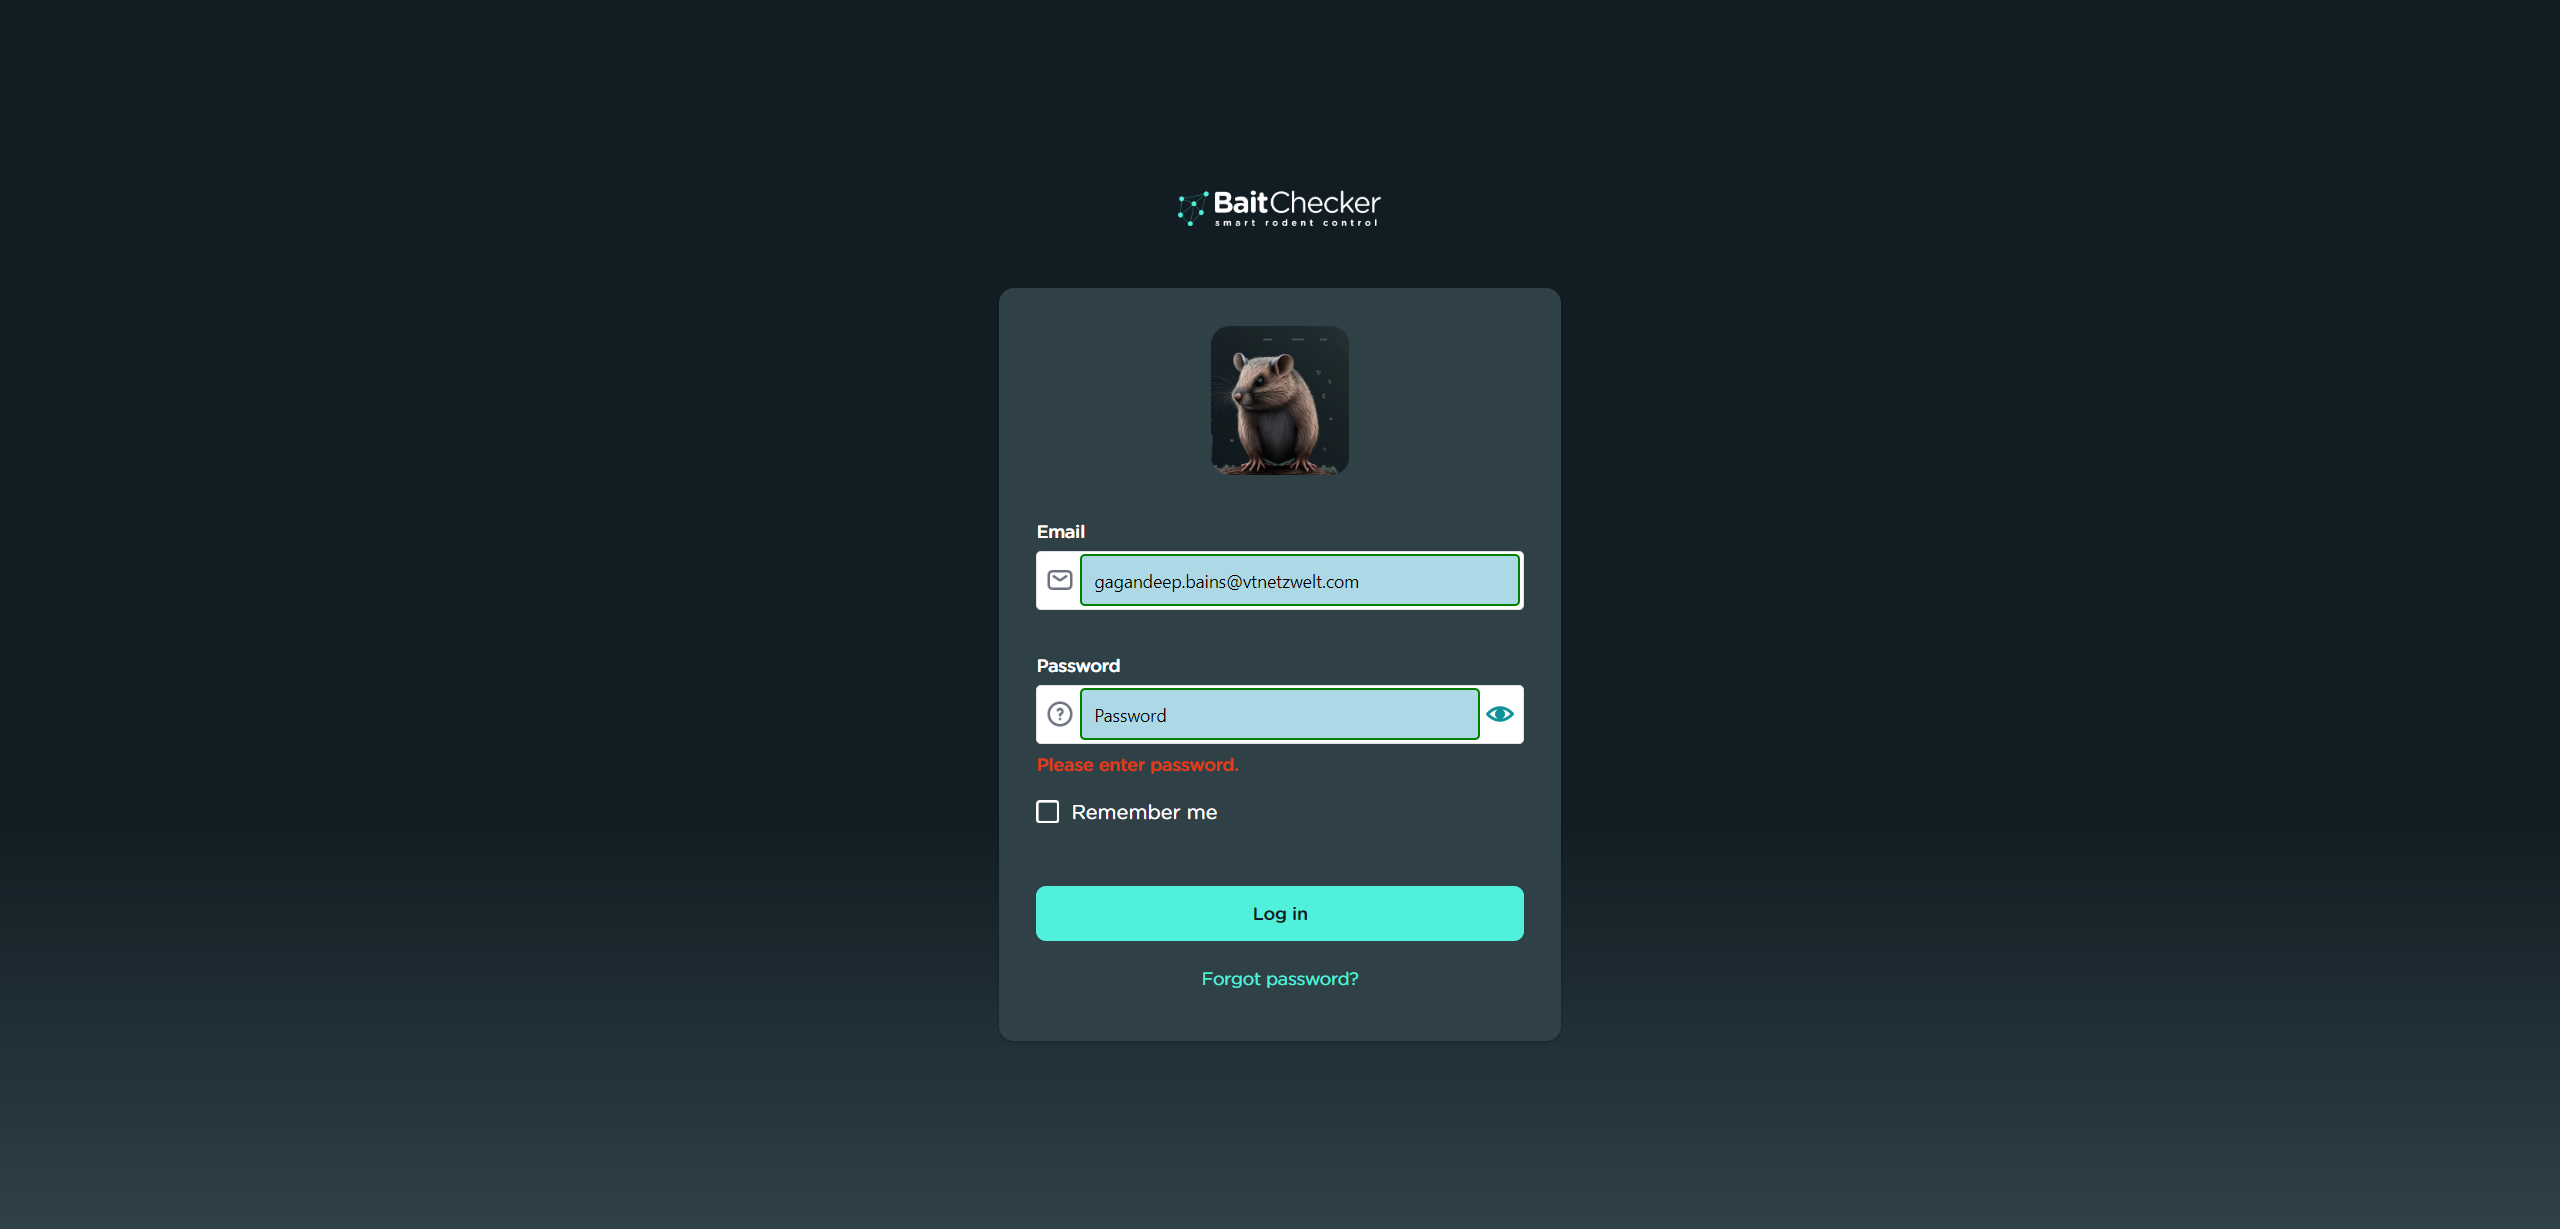 BaitChecker
smart rodent control
Email
gagandeep.bains@vtnetzwelt.com
Password
Password
Please enter password.
Remember me
Log in
Forgot password?